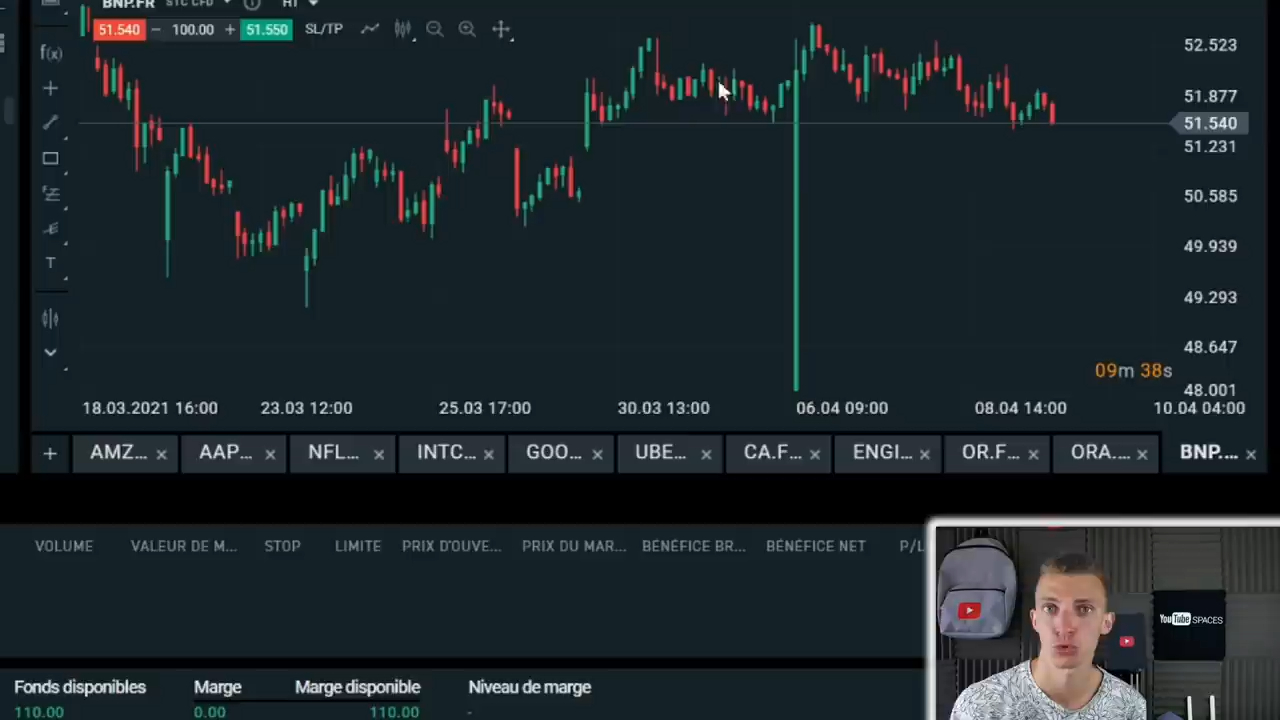 BNP.FR STC CFD H1
51.540 − 100.00 + 51.550 SL/TP
f(x)
T
52.523
51.877
51.540
51.231
50.585
49.939
49.293
48.647
48.001
09m 38s
18.03.2021 16:00 23.03 12:00 25.03 17:00 30.03 13:00 06.04 09:00 08.04 14:00 10.04 04:00
+ AMZ... × AAP... × NFL... × INTC... × GOO... × UBE... × CA.F... × ENGI... × OR.F... × ORA.... × BNP.... ×
VOLUME VALEUR DE M... STOP LIMITE PRIX D'OUVE... PRIX DU MAR... BÉNÉFICE BR... BÉNÉFICE NET P/L
YouTube SPACES
Fonds disponibles Marge Marge disponible Niveau de marge
110.00 0.00 110.00 -